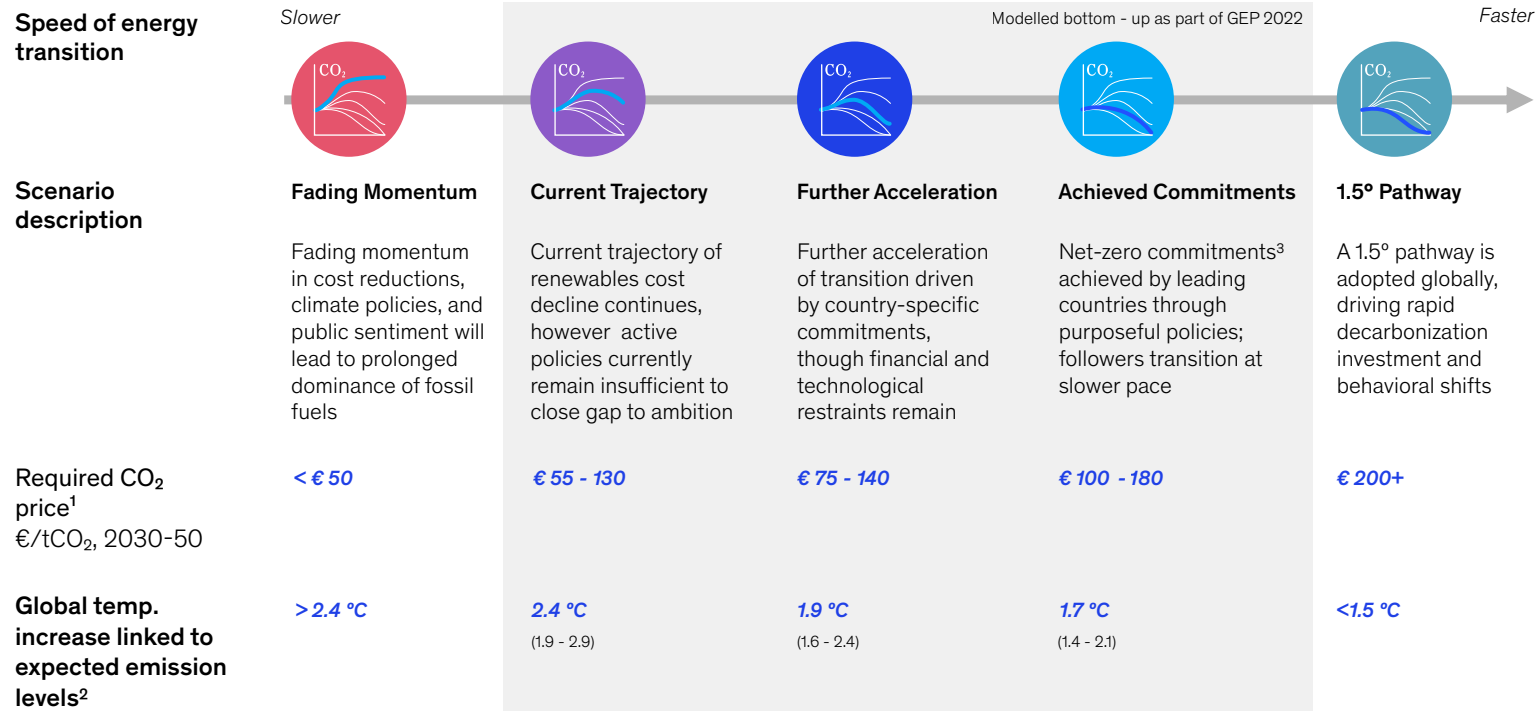 Speed of energy
transition
Slower
Modelled bottom - up as part of GEP 2022
Faster
CO₂
CO₂
CO₂
CO₂
CO₂
Scenario
description
Fading Momentum
Fading momentum
in cost reductions,
climate policies, and
public sentiment will
lead to prolonged
dominance of fossil
fuels
Current Trajectory
Current trajectory of
renewables cost
decline continues,
however active
policies currently
remain insufficient to
close gap to ambition
Further Acceleration
Further acceleration
of transition driven
by country-specific
commitments,
though financial and
technological
restraints remain
Achieved Commitments
Net-zero commitments³
achieved by leading
countries through
purposeful policies;
followers transition at
slower pace
1.5º Pathway
A 1.5º pathway is
adopted globally,
driving rapid
decarbonization
investment and
behavioral shifts
Required CO₂
price¹
€/tCO₂, 2030-50
< € 50
€ 55 - 130
€ 75 - 140
€ 100 - 180
€ 200+
Global temp.
increase linked to
expected emission
levels²
> 2.4 ºC
2.4 ºC
(1.9 - 2.9)
1.9 ºC
(1.6 - 2.4)
1.7 ºC
(1.4 - 2.1)
<1.5 ºC